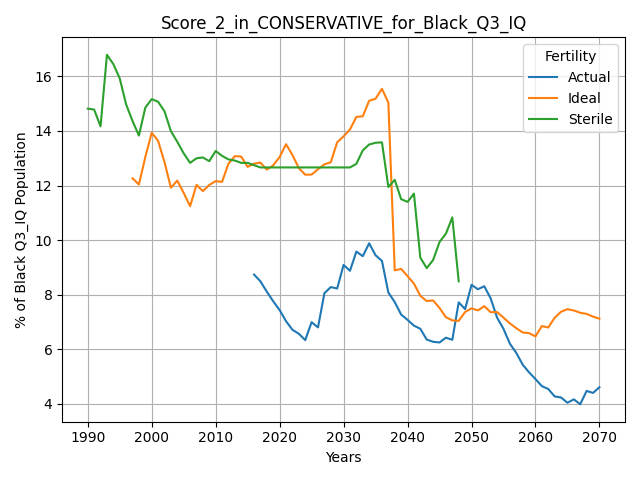 Score_2_in_CONSERVATIVE_for_Black_Q3_IQ
Fertility
Actual
Ideal
Sterile
% of Black Q3_IQ Population
16
14
12
10
8
6
4
1990 2000 2010 2020 2030 2040 2050 2060 2070
Years